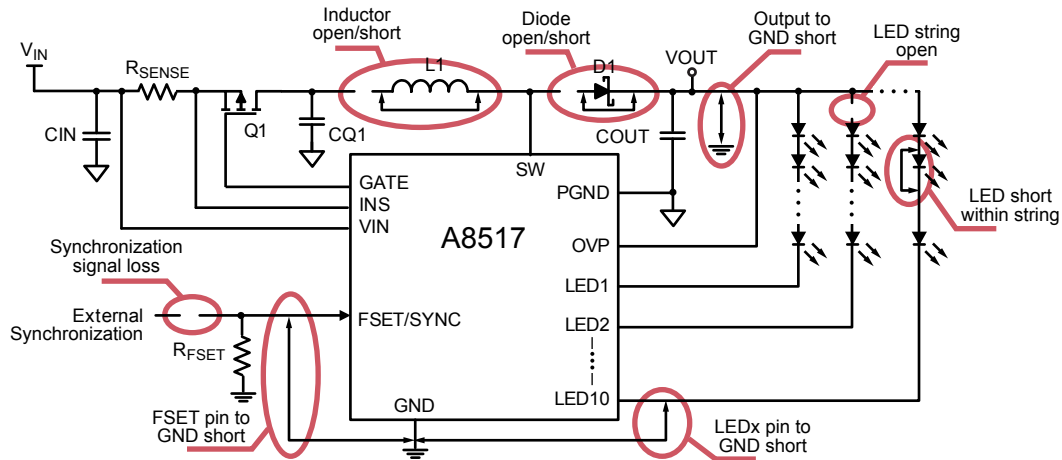 Inductor
open/short
Diode
open/short
Output to
GND short
LED string
open
VIN
RSENSE
L1
D1
VOUT
CIN
Q1
CQ1
COUT
SW
GATE
INS
VIN
PGND
A8517
OVP
LED short
within string
Synchronization
signal loss
LED1
External
Synchronization
FSET/SYNC
LED2
RFSET
LED10
GND
FSET pin to
GND short
LEDx pin to
GND short